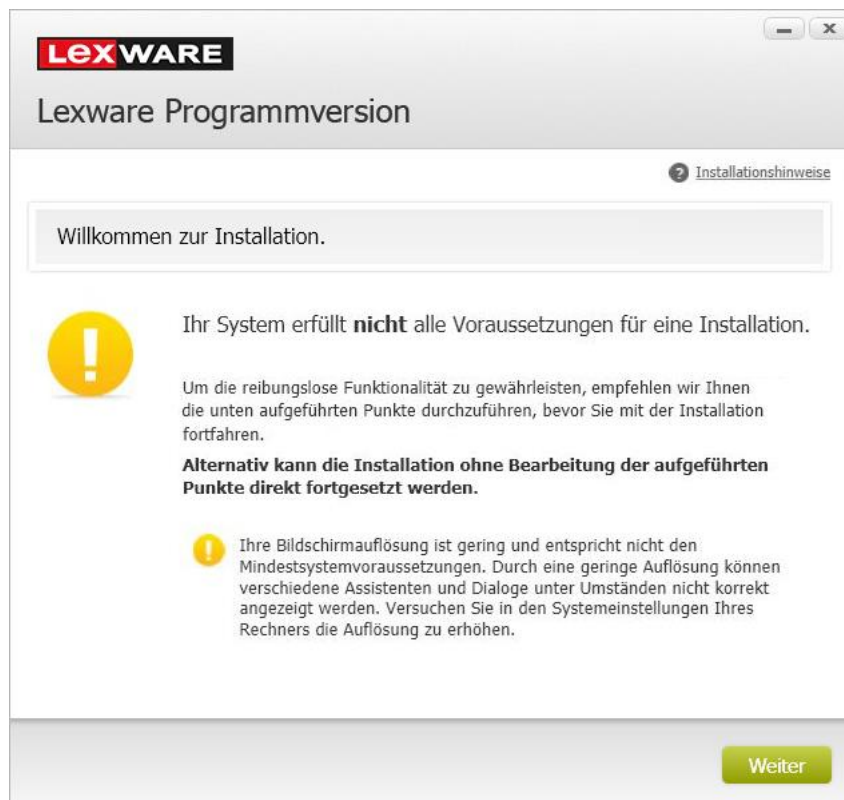 LEXWARE
Lexware Programmversion
Installationshinweise
Willkommen zur Installation.
Ihr System erfüllt nicht alle Voraussetzungen für eine Installation.
Um die reibungslose Funktionalität zu gewährleisten, empfehlen wir Ihnen
die unten aufgeführten Punkte durchzuführen, bevor Sie mit der Installation
fortfahren.
Alternativ kann die Installation ohne Bearbeitung der aufgeführten
Punkte direkt fortgesetzt werden.
Ihre Bildschirmauflösung ist gering und entspricht nicht den
Mindestsystemvoraussetzungen. Durch eine geringe Auflösung können
verschiedene Assistenten und Dialoge unter Umständen nicht korrekt
angezeigt werden. Versuchen Sie in den Systemeinstellungen Ihres
Rechners die Auflösung zu erhöhen.
Weiter